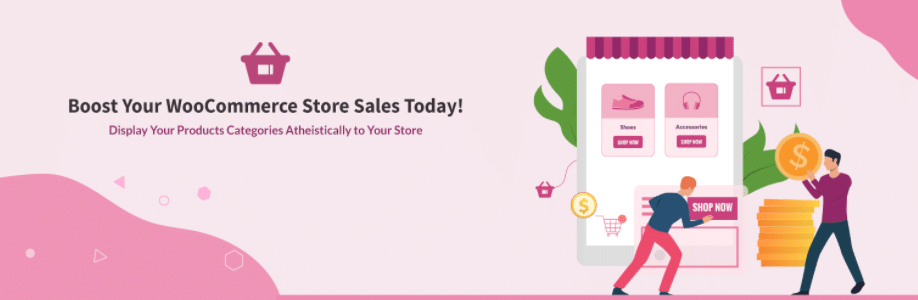 Boost Your WooCommerce Store Sales Today!
Display Your Products Categories Atheistically to Your Store
Shoes
Accessories
SHOP NOW
SHOP NOW
SHOP NOW